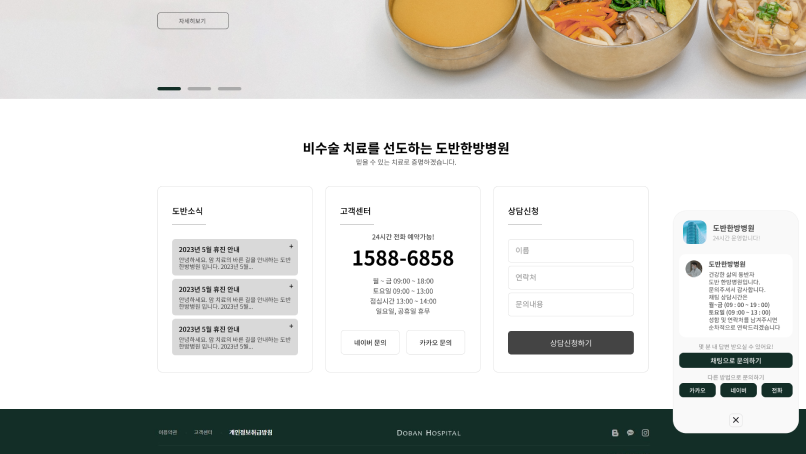 자세히보기
비수술 치료를 선도하는 도반한방병원
믿을 수 있는 치료로 증명하겠습니다.
도반소식
2023년 5월 휴진 안내
+
안녕하세요. 암 치료의 바른 길을 안내하는 도반
한방병원 입니다. 2023년 5월...
2023년 5월 휴진 안내
+
안녕하세요. 암 치료의 바른 길을 안내하는 도반
한방병원 입니다. 2023년 5월...
2023년 5월 휴진 안내
+
안녕하세요. 암 치료의 바른 길을 안내하는 도반
한방병원 입니다. 2023년 5월...
고객센터
24시간 전화 예약가능!
1588-6858
월 ~ 금 09:00 ~ 18:00
토요일 09:00 ~ 13:00
점심시간 13:00 ~ 14:00
일요일, 공휴일 휴무
네이버 문의
카카오 문의
상담신청
이름
연락처
문의내용
상담신청하기
도반한방병원
24시간 운영합니다!
도반한방병원
건강한 삶의 동반자
도반 한방병원입니다.
문의주셔서 감사합니다.
채팅 상담시간은
월~금 (09 : 00 ~ 19 : 00)
토요일 (09 :00 ~ 13 : 00)
성함 및 연락처를 남겨주시면
순차적으로 연락드리겠습니다
몇 분 내 답변 받으실 수 있어요!
채팅으로 문의하기
다른 방법으로 문의하기
카카오
네이버
전화
이용약관
고객센터
개인정보취급방침
DOBAN HOSPITAL